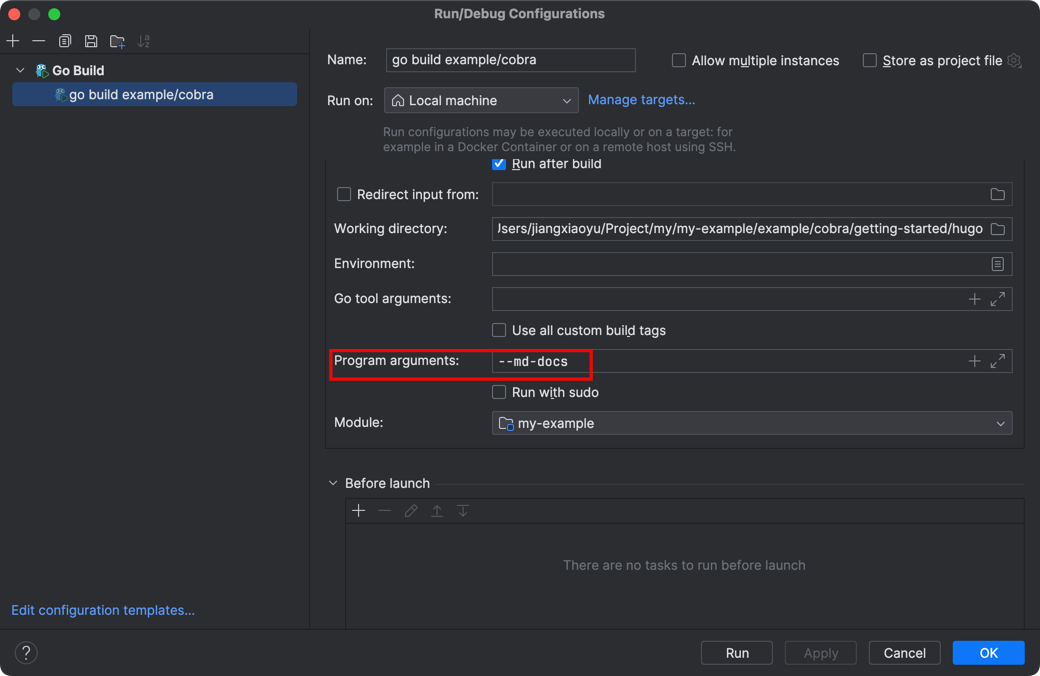 Run/Debug Configurations
Go Build
go build example/cobra
Name:
go build example/cobra
Allow multiple instances
Store as project file
Run on:
Local machine
Manage targets...
Run configurations may be executed locally or on a target: for
example in a Docker Container or on a remote host using SSH.
Run after build
Redirect input from:
Working directory:
Jsers/jiangxiaoyu/Project/my/my-example/example/cobra/getting-started/hugo
Environment:
Go tool arguments:
Use all custom build tags
Program arguments:
--md-docs
Run with sudo
Module:
my-example
Before launch
There are no tasks to run before launch
Edit configuration templates...
?
Run
Apply
Cancel
OK